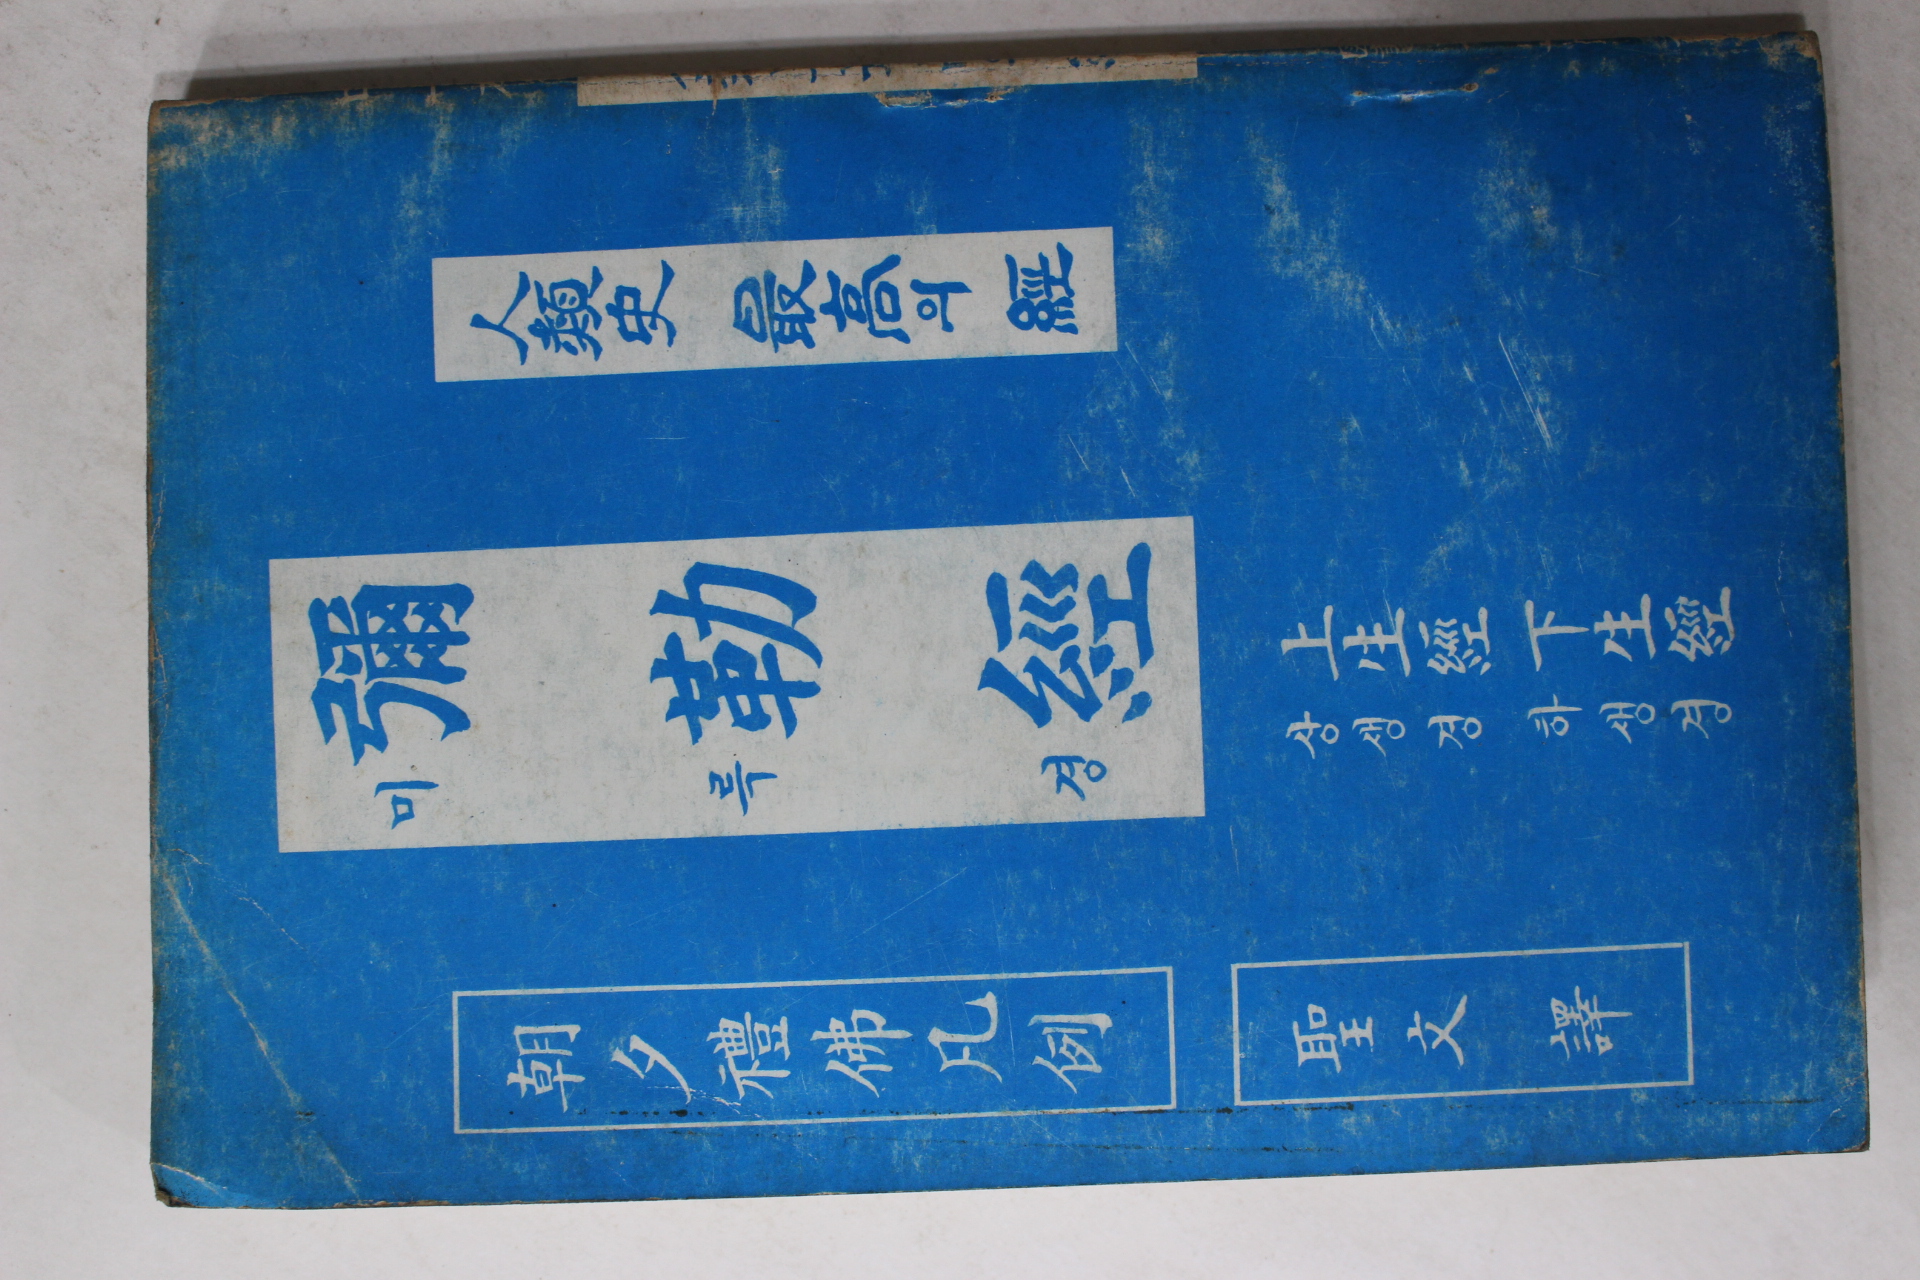 人類史 最高의 經
彌勒經
미륵경
上生經下生經
상생경하생경
朝夕禮佛凡例
聖文 譯